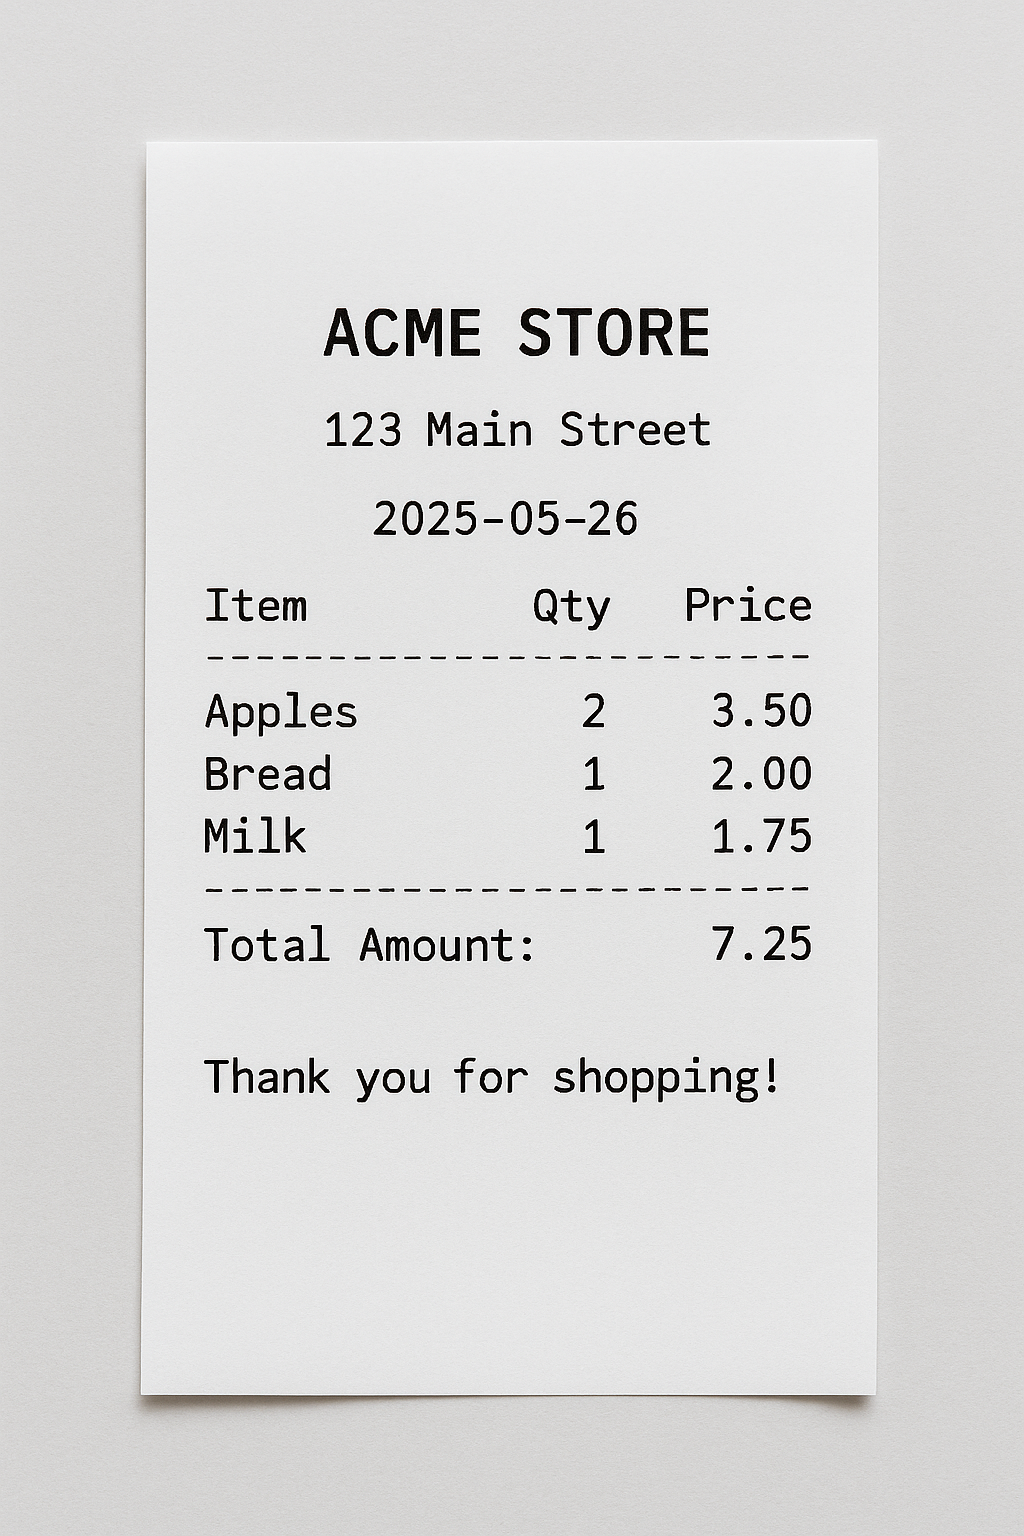 ACME STORE
123 Main Street
2025-05-26
Item Qty Price
-------------------------
Apples 2 3.50
Bread 1 2.00
Milk 1 1.75
-------------------------
Total Amount: 7.25
Thank you for shopping!